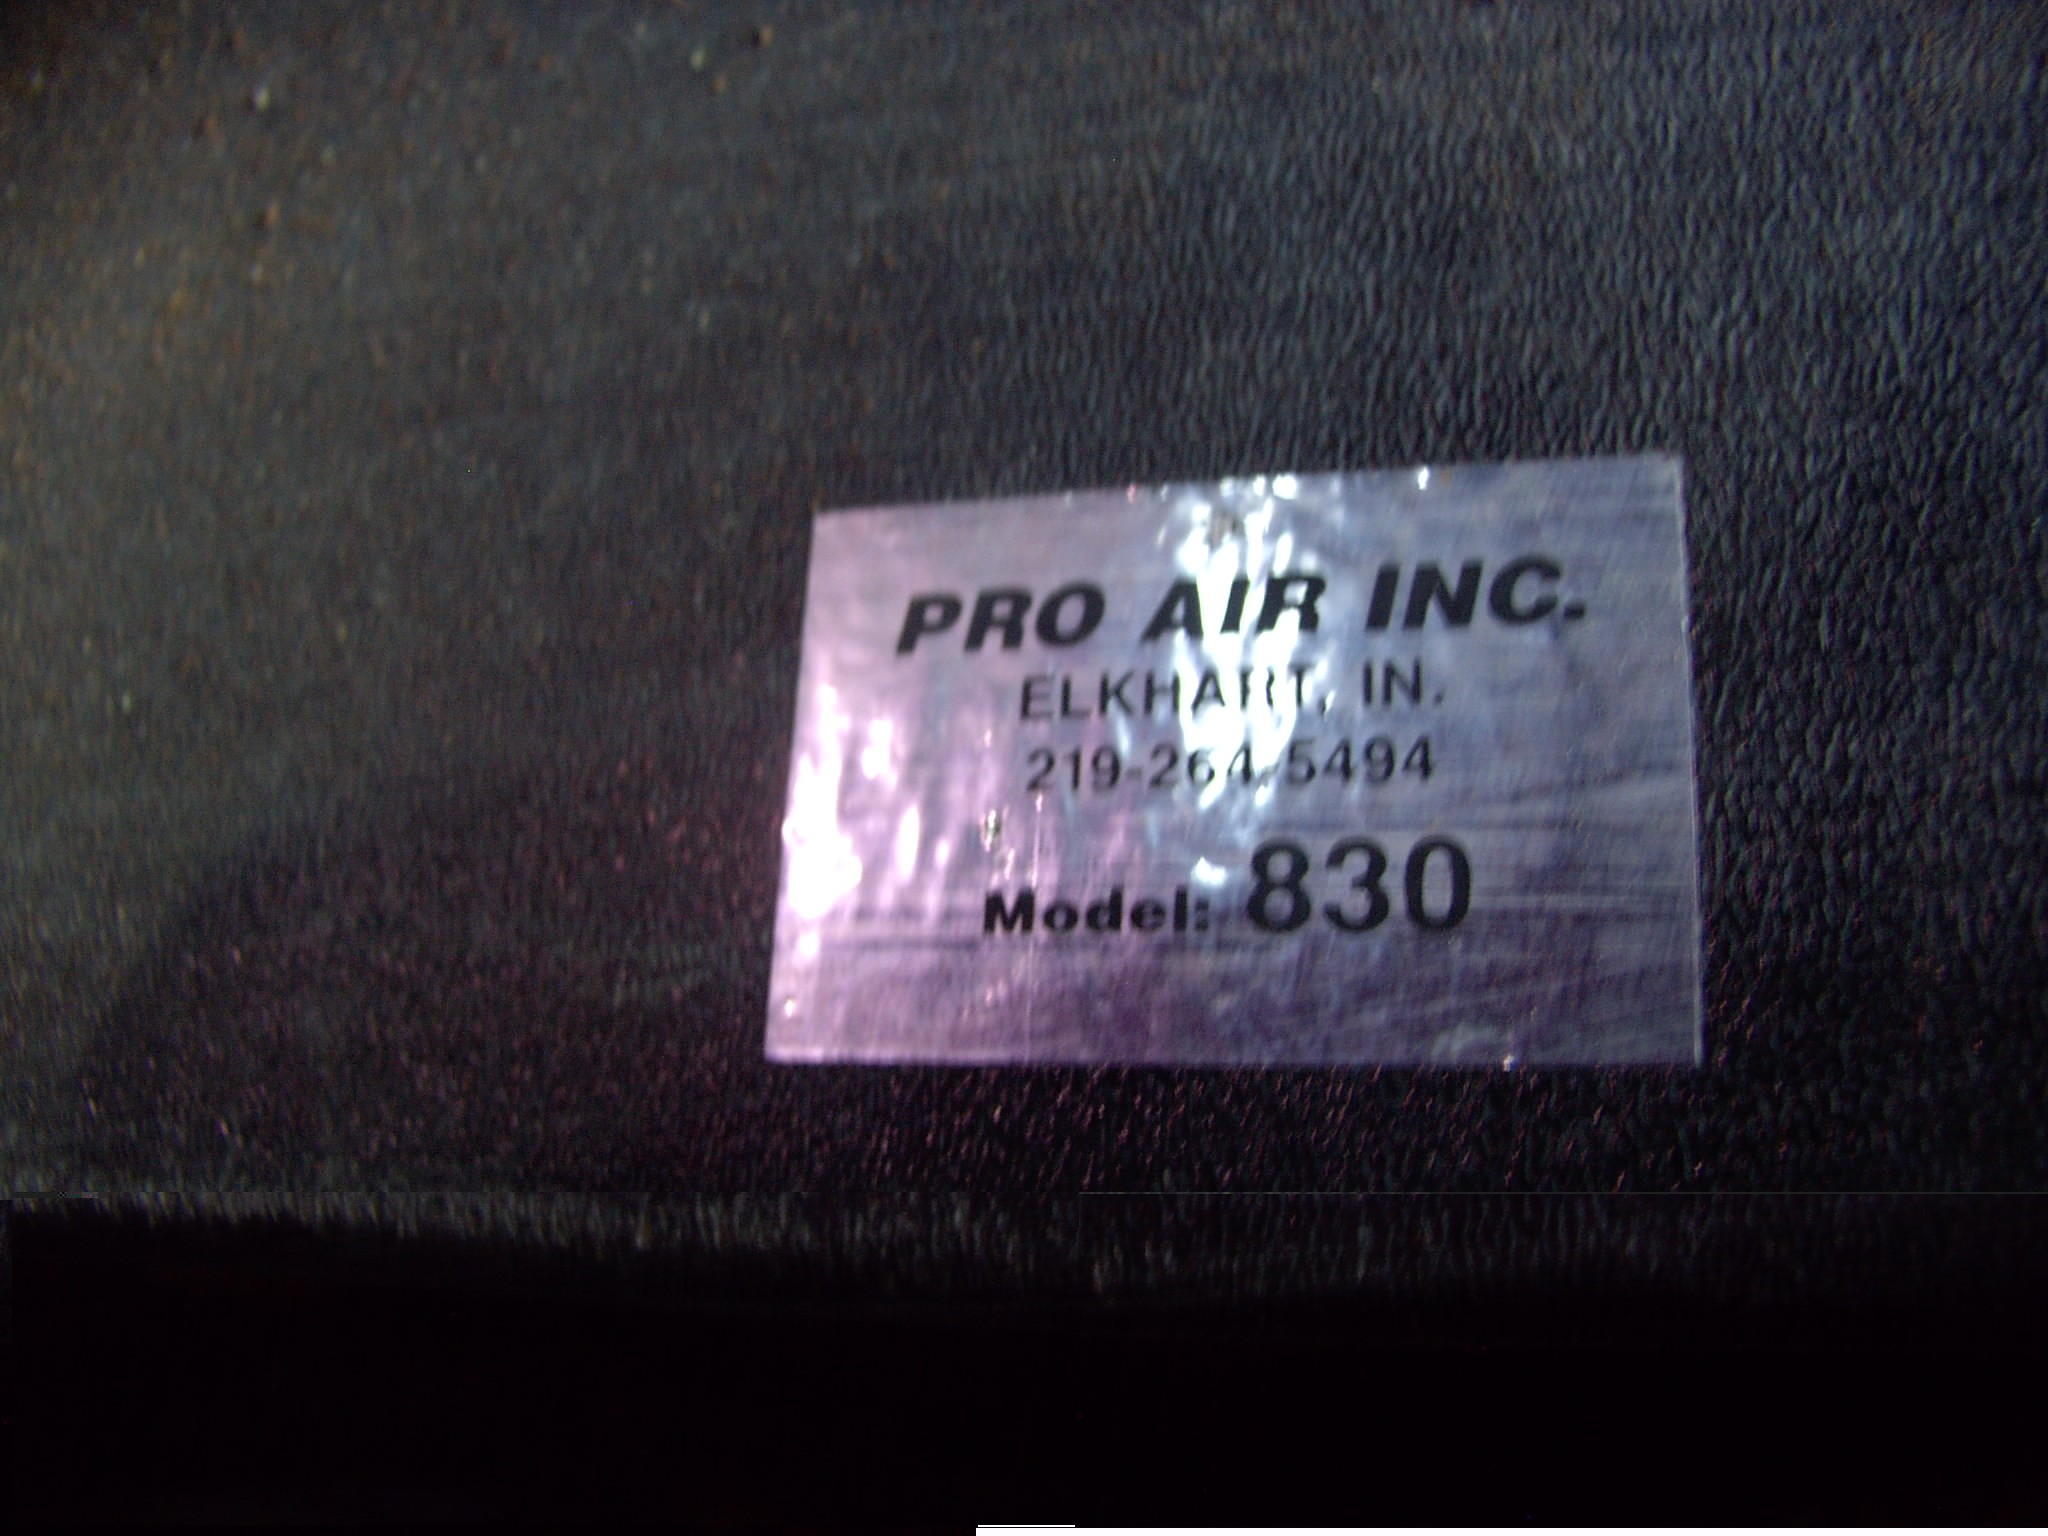 PRO AIR INC.
ELKHART, IN.
219-264-5494
Model: 830